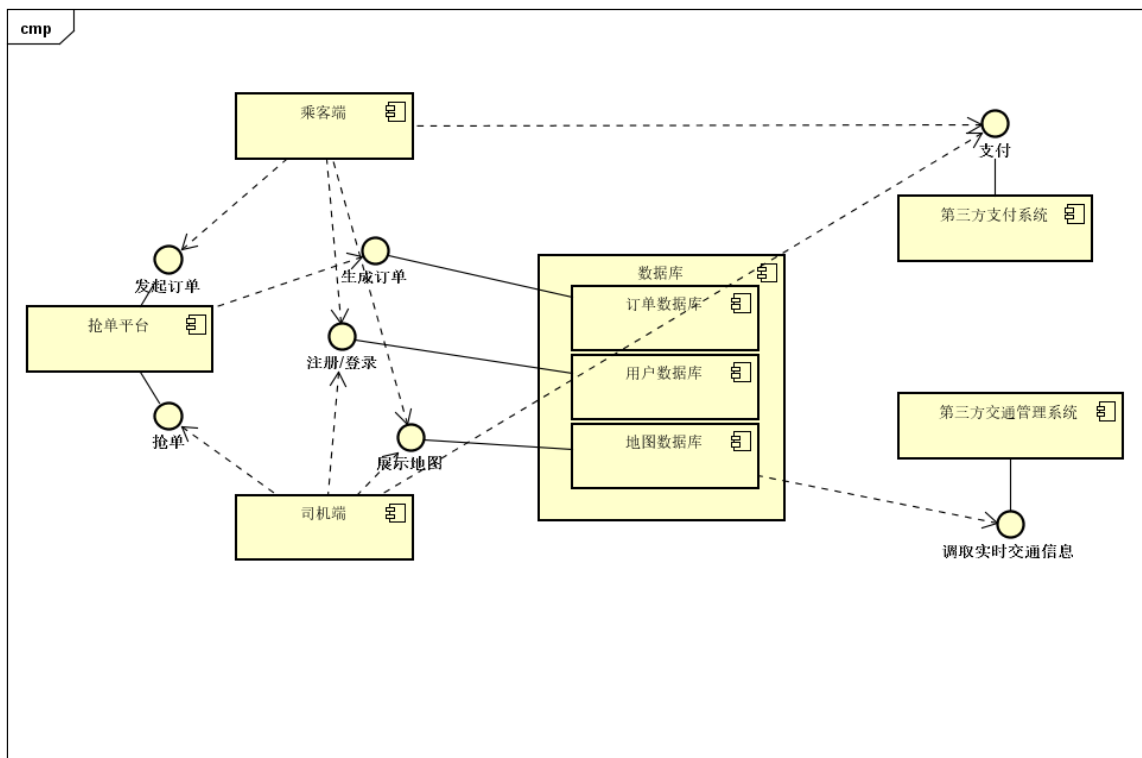 cmp
乘客端
支付
第三方支付系统
发起订单
生成订单
数据库
订单数据库
抢单平台
注册/登录
用户数据库
第三方交通管理系统
抢单
展示地图
地图数据库
司机端
调取实时交通信息